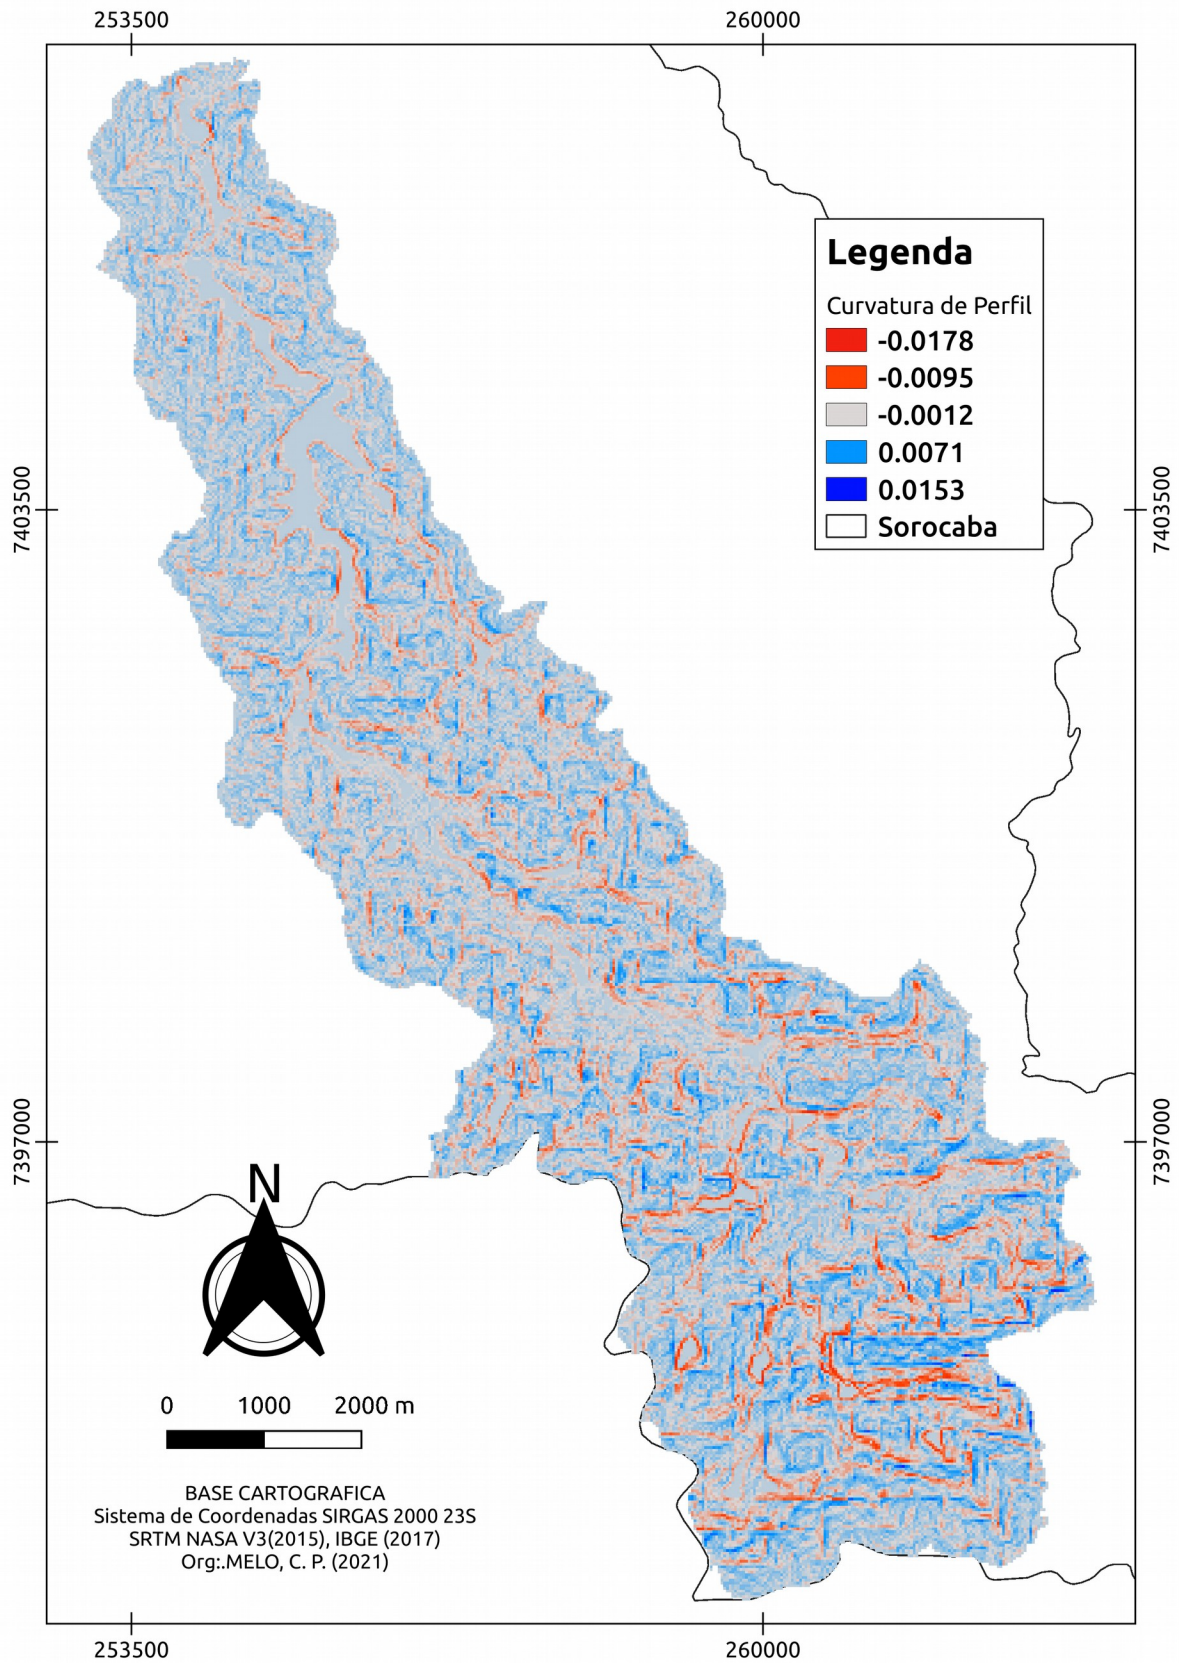 253500
260000
Legenda
Curvatura de Perfil
-0.0178
-0.0095
-0.0012
0.0071
0.0153
Sorocaba
7403500
7403500
7397000
7397000
N
0 1000 2000 m
BASE CARTOGRAFICA
Sistema de Coordenadas SIRGAS 2000 23S
SRTM NASA V3(2015), IBGE (2017)
Org:.MELO, C. P. (2021)
253500
260000